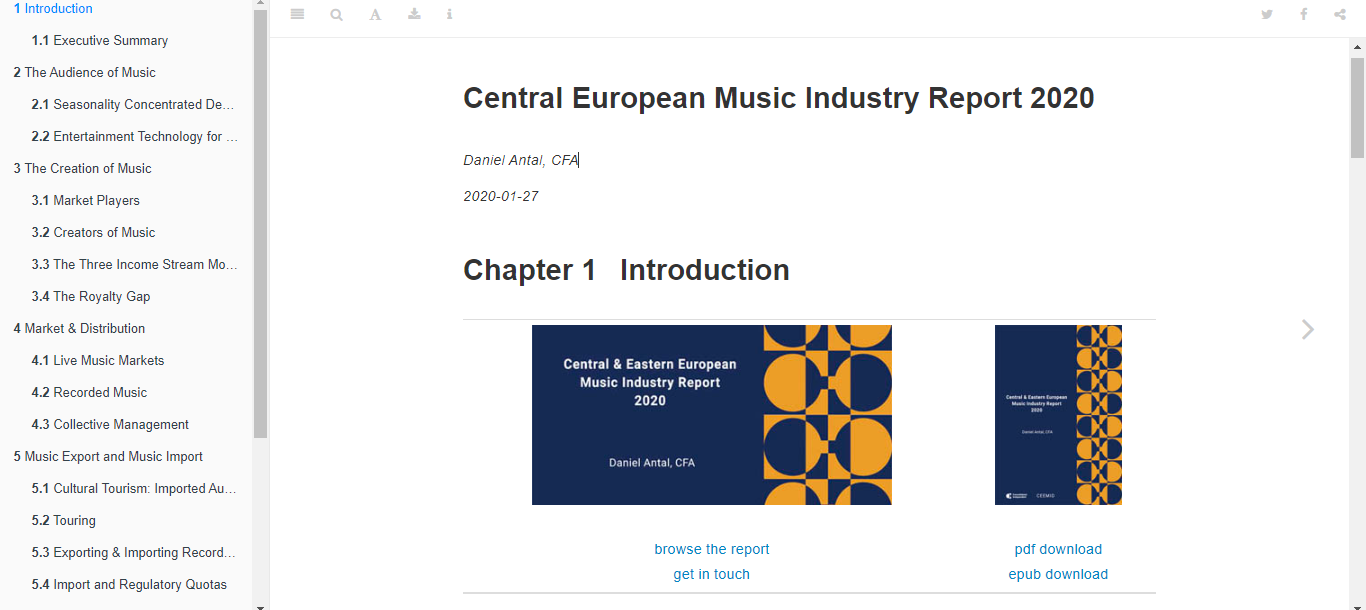 1 Introduction
1.1 Executive Summary
2 The Audience of Music
2.1 Seasonality Concentrated De...
2.2 Entertainment Technology for ...
3 The Creation of Music
3.1 Market Players
3.2 Creators of Music
3.3 The Three Income Stream Mo...
3.4 The Royalty Gap
4 Market & Distribution
4.1 Live Music Markets
4.2 Recorded Music
4.3 Collective Management
5 Music Export and Music Import
5.1 Cultural Tourism: Imported Au...
5.2 Touring
5.3 Exporting & Importing Record...
5.4 Import and Regulatory Quotas
A
Central European Music Industry Report 2020
Daniel Antal, CFA
2020-01-27
Chapter 1 Introduction
Central & Eastern European
Music Industry Report
2020
Daniel Antal, CFA
Central & Eastern European
Music Industry Report
2020
Daniel Antal, CFA
CEEMID
browse the report
get in touch
pdf download
epub download